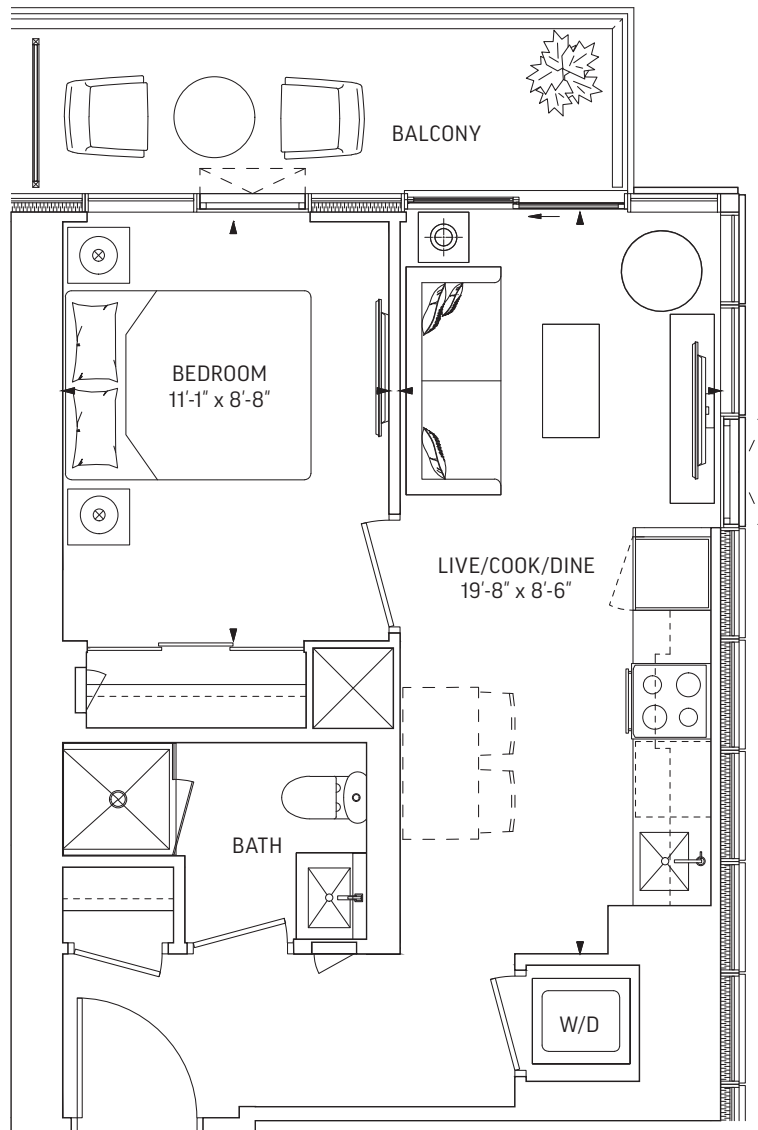 BALCONY
BEDROOM
11'-1" x 8'-8"
LIVE/COOK/DINE
19'-8" x 8'-6"
BATH
W/D